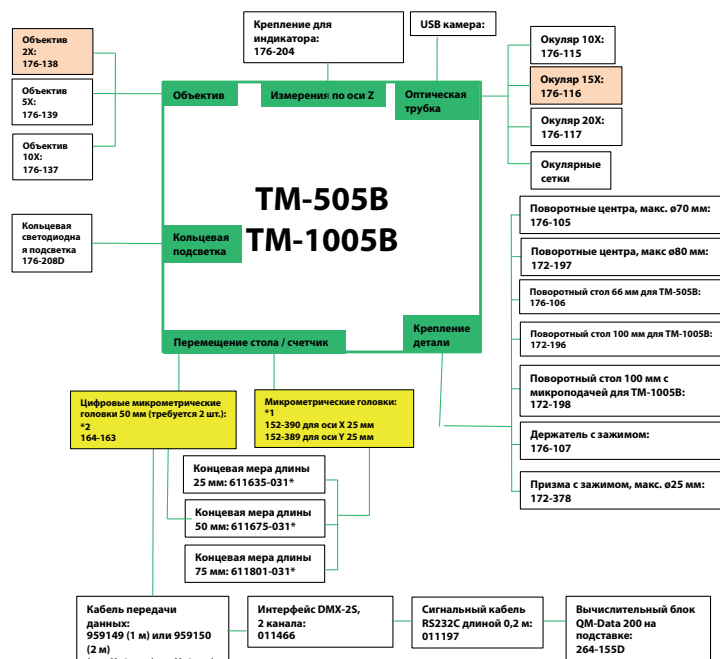 Крепление для
индикатора:
176-204
USB камера:
Объектив
2X:
176-138
Объектив
5X:
176-139
Объектив
10X:
176-137
Окуляр 10X:
176-115
Окуляр 15X:
176-116
Окуляр 20X:
176-117
Окулярные
сетки
Объектив
Измерения по оси Z
Оптическая
трубка
TM-505B
TM-1005B
Кольцевая
светодиодна
я подсветка
176-208D
Кольцевая
подсветка
Перемещение стола / счетчик
Крепление
детали
Поворотные центра, макс. ø70 мм:
176-105
Поворотные центра, макс ø80 мм:
172-197
Поворотный стол 66 мм для TM-505B:
176-106
Поворотный стол 100 мм для TM-1005B:
172-196
Поворотный стол 100 мм с
микроподачей для TM-1005B:
172-198
Держатель с зажимом:
176-107
Призма с зажимом, макс. ø25 мм:
172-378
Цифровые микрометрические
головки 50 мм (требуется 2 шт.):
*2
164-163
Микрометрические головки:
*1
152-390 для оси X 25 мм
152-389 для оси Y 25 мм
Концевая мера длины
25 мм: 611635-031*
Концевая мера длины
50 мм: 611675-031*
Концевая мера длины
75 мм: 611801-031*
Кабель передачи
данных:
959149 (1 м) или 959150
(2 м)
Интерфейс DMX-2S,
2 канала:
011466
Сигнальный кабель
RS232C длиной 0,2 м:
011197
Вычислительный блок
QM-Data 200 на
подставке:
264-155D